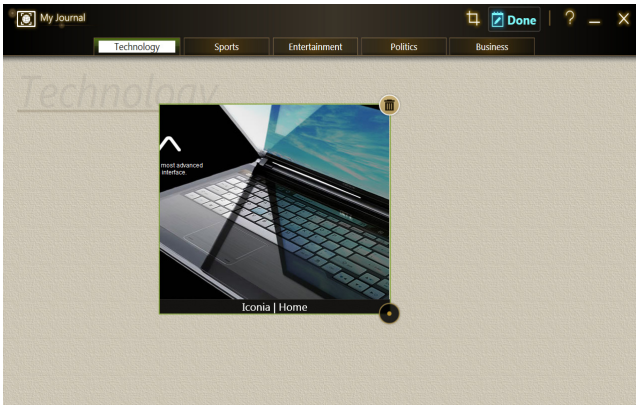 My Journal
Done
?
Technology
Sports
Entertainment
Politics
Business
Technology
most advanced
interface.
Iconia | Home